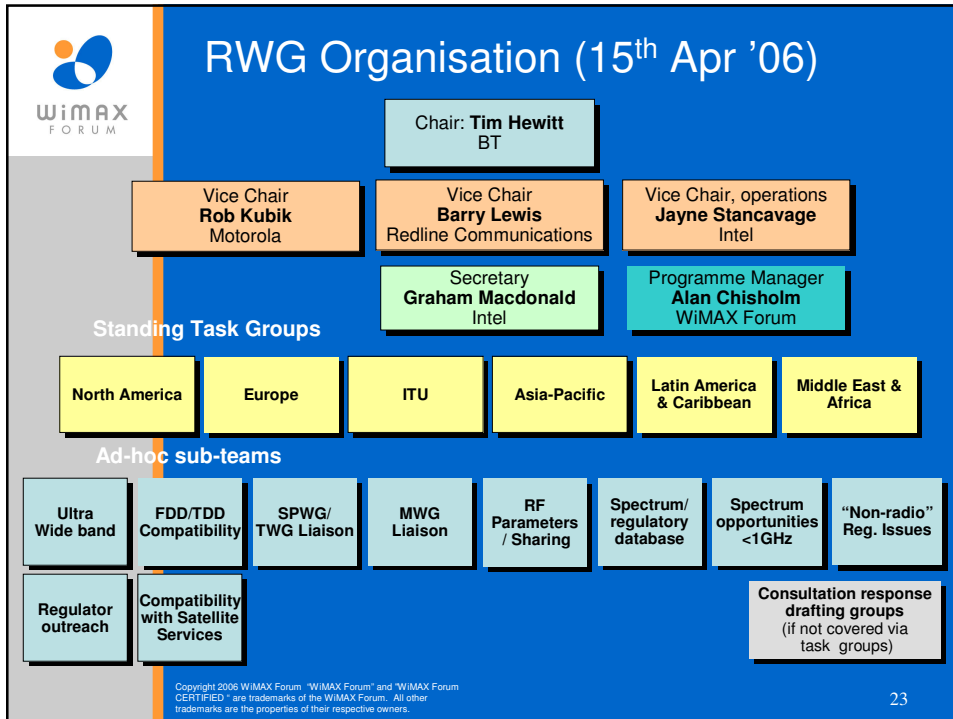 WiMAX
FORUM
RWG Organisation (15th Apr '06)
Chair: Tim Hewitt
BT
Vice Chair
Rob Kubik
Motorola
Vice Chair
Barry Lewis
Redline Communications
Vice Chair, operations
Jayne Stancavage
Intel
Secretary
Graham Macdonald
Intel
Programme Manager
Alan Chisholm
WiMAX Forum
Standing Task Groups
North America
Europe
ITU
Asia-Pacific
Latin America
& Caribbean
Middle East &
Africa
Ad-hoc sub-teams
Ultra
Wide band
FDD/TDD
Compatibility
SPWG/
TWG Liaison
MWG
Liaison
RF
Parameters
/ Sharing
Spectrum/
regulatory
database
Spectrum
opportunities
<1GHz
“Non-radio”
Reg. Issues
Regulator
outreach
Compatibility
with Satellite
Services
Consultation response
drafting groups
(if not covered via
task groups)
Copyright 2006 WiMAX Forum “WiMAX Forum” and “WiMAX Forum
CERTIFIED “ are trademarks of the WiMAX Forum. All other
trademarks are the properties of their respective owners.
23